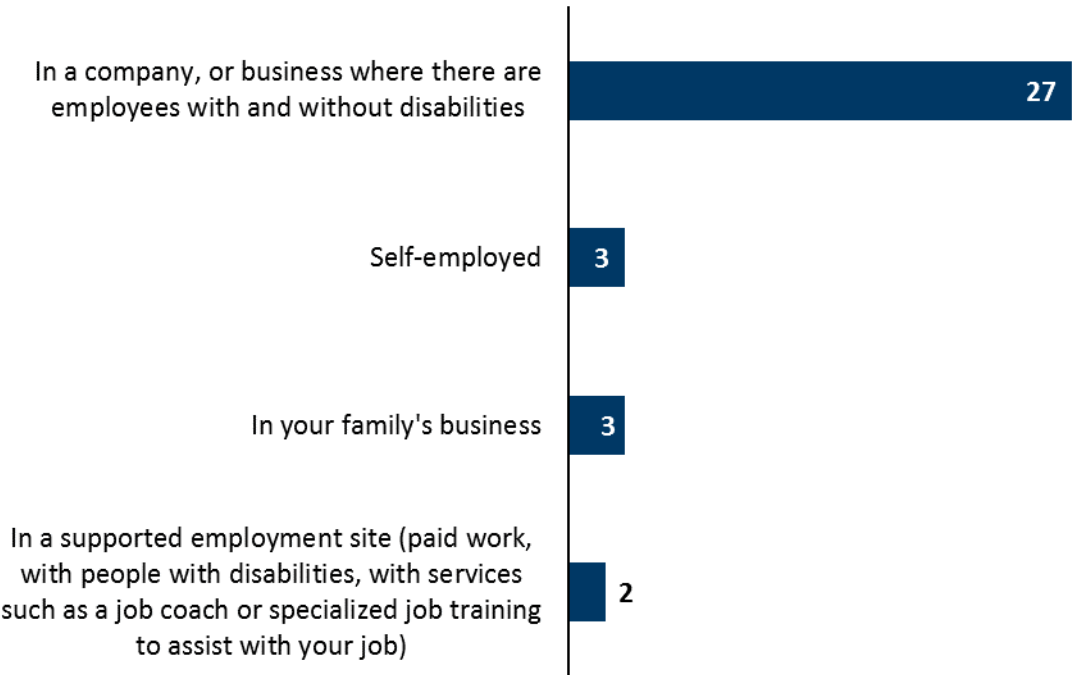 In a company, or business where there are
employees with and without disabilities
27
Self-employed
3
In your family's business
3
In a supported employment site (paid work,
with people with disabilities, with services
such as a job coach or specialized job training
to assist with your job)
2